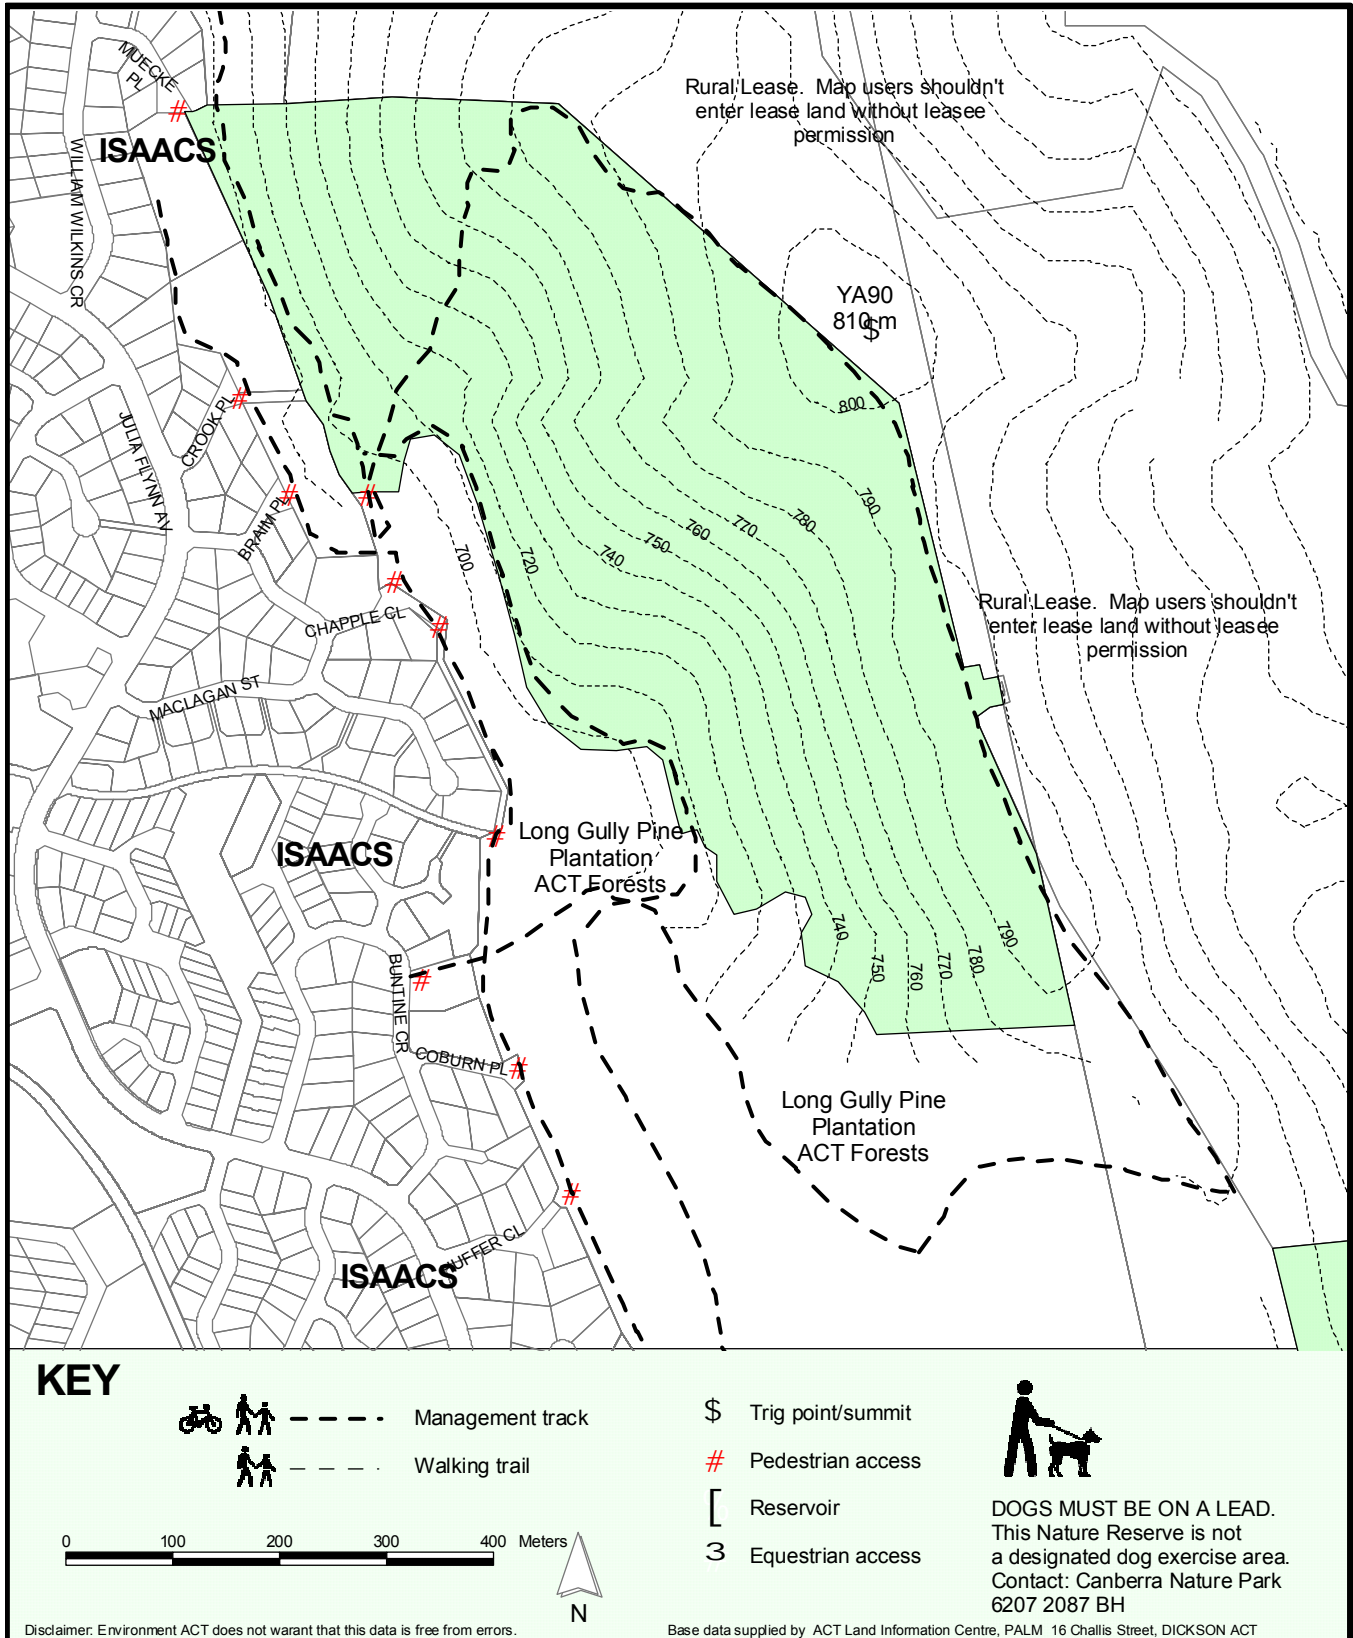 MUECKE
PL
Rural Lease. Map users shouldn't
enter lease land without leasee
permission
ISAACS
WILLIAM WILKINS CR
YA90
810 m
$
800
JULIA FLYNN AV
CROOK PL
BRAIM PL
700
720
740
750
760
770
780
790
CHAPPLE CL
Rural Lease. Map users shouldn't
enter lease land without leasee
permission
MACLAGAN ST
ISAACS
Long Gully Pine
Plantation
ACT Forests
BUNTINE CR
740
750
760
770
780
790
COBURN PL
Long Gully Pine
Plantation
ACT Forests
ISAACS
KEY
Management track
Walking trail
0 100 200 300 400 Meters
N
$ Trig point/summit
# Pedestrian access
[ Reservoir
3 Equestrian access
DOGS MUST BE ON A LEAD.
This Nature Reserve is not
a designated dog exercise area.
Contact: Canberra Nature Park
6207 2087 BH
Disclaimer: Environment ACT does not warant that this data is free from errors.
Base data supplied by ACT Land Information Centre, PALM 16 Challis Street, DICKSON ACT